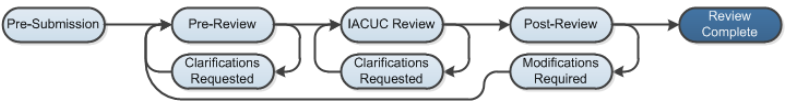 Pre-Submission
Pre-Review
IACUC Review
Post-Review
Review
Complete
Clarifications
Requested
Clarifications
Requested
Modifications
Required